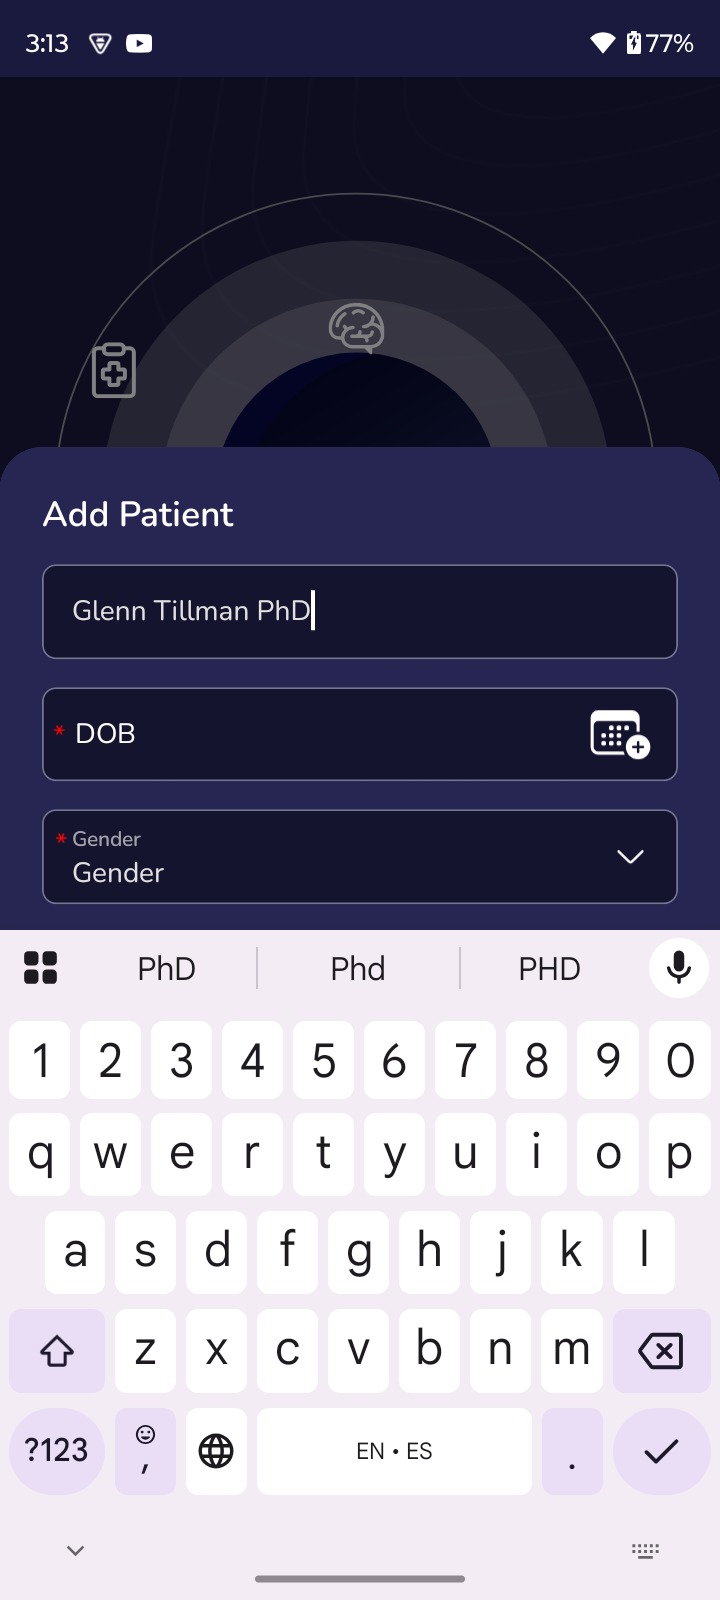 3:13 77%
Add Patient
Glenn Tillman PhD
* DOB
* Gender
Gender
PhD Phd PHD
1 2 3 4 5 6 7 8 9 0
q w e r t y u i o p
a s d f g h j k l
z x c v b n m
?123 , EN • ES .